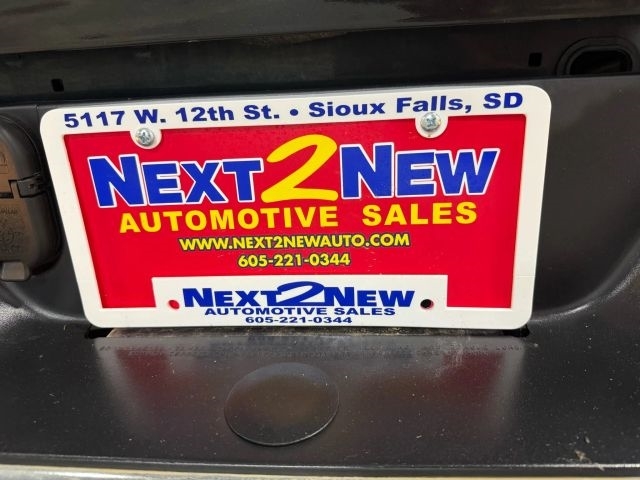 5117 W. 12th St. • Sioux Falls, SD
NEXT2NEW
AUTOMOTIVE SALES
WWW.NEXT2NEWAUTO.COM
605-221-0344
NEXT2NEW
AUTOMOTIVE SALES
605-221-0344